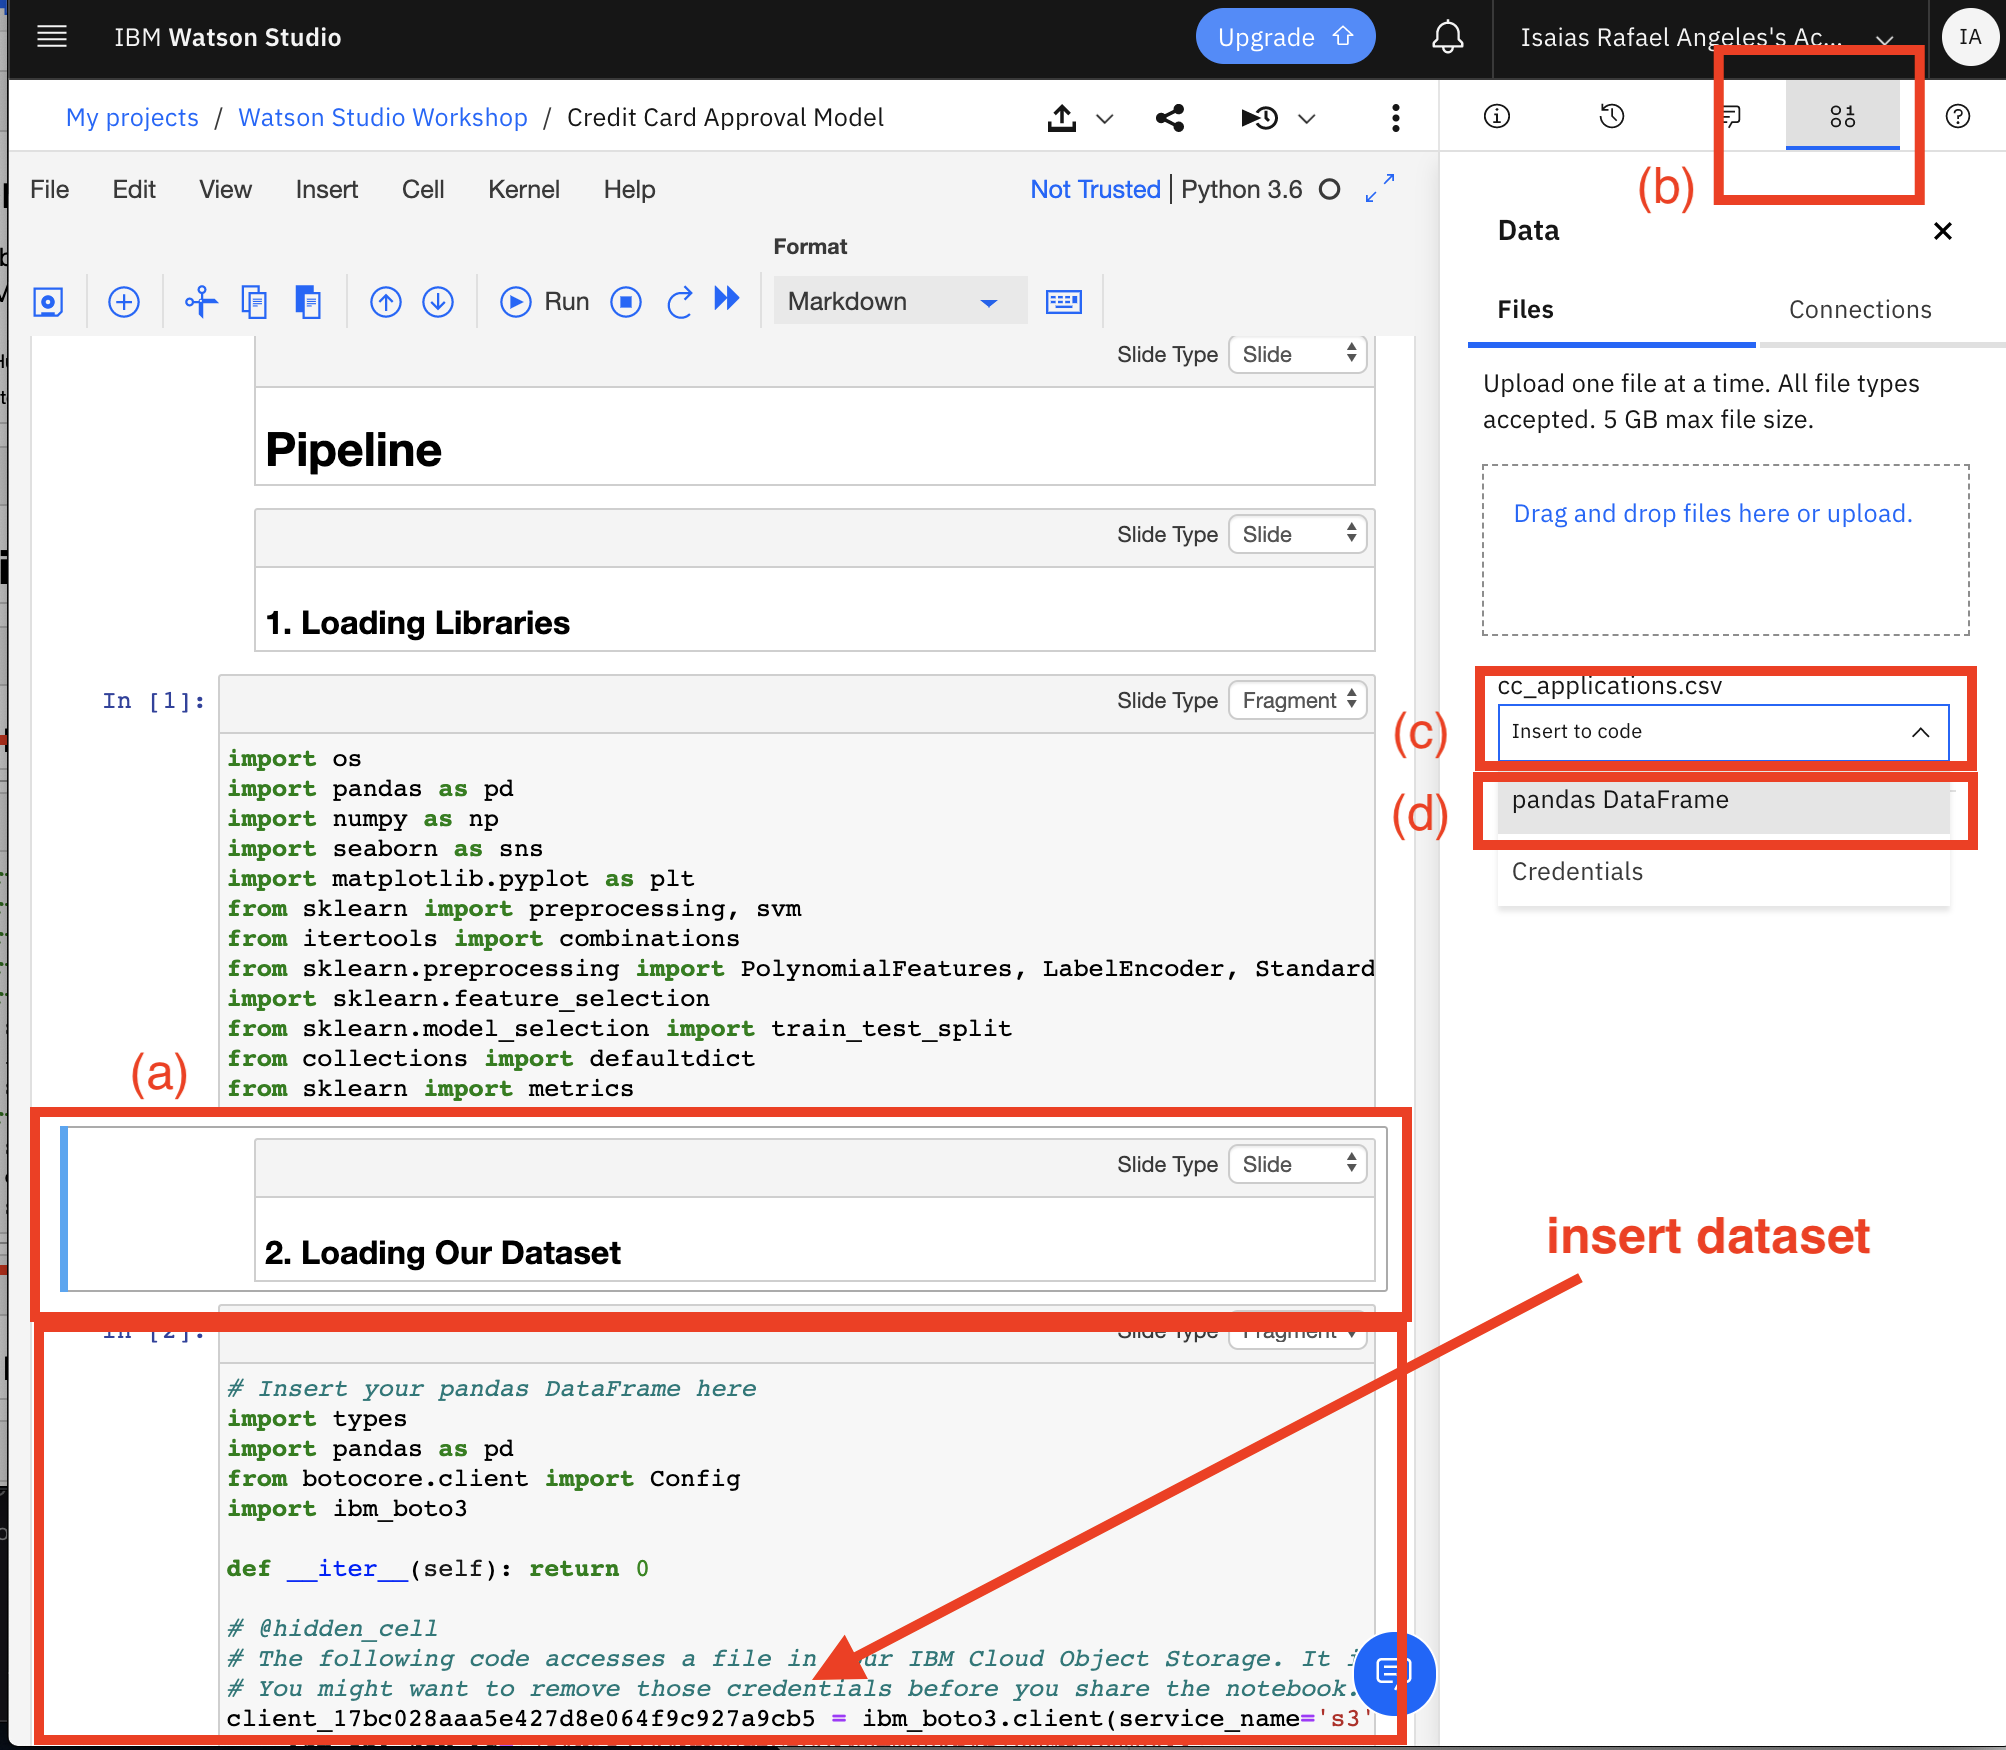 IBM Watson Studio
Upgrade
Isaias Rafael Angeles's Ac...
IA
My projects / Watson Studio Workshop / Credit Card Approval Model
(b)
File Edit View Insert Cell Kernel Help
Not Trusted | Python 3.6
Format
Run
Markdown
Slide Type Slide
Pipeline
Slide Type Slide
1. Loading Libraries
In [1]:
Slide Type Fragment
import os
import pandas as pd
import numpy as np
import seaborn as sns
import matplotlib.pyplot as plt
from sklearn import preprocessing, svm
from itertools import combinations
from sklearn.preprocessing import PolynomialFeatures, LabelEncoder, Standard
import sklearn.feature_selection
from sklearn.model_selection import train_test_split
from collections import defaultdict
from sklearn import metrics
(a)
Slide Type Slide
2. Loading Our Dataset
In [2]:
Slide Type Fragment
# Insert your pandas DataFrame here
import types
import pandas as pd
from botocore.client import Config
import ibm_boto3
def __iter__(self): return 0
# @hidden_cell
# The following code accesses a file in your IBM Cloud Object Storage. It i
# You might want to remove those credentials before you share the notebook.
client_17bc028aaa5e427d8e064f9c927a9cb5 = ibm_boto3.client(service_name='s3'
Data
Files Connections
Upload one file at a time. All file types
accepted. 5 GB max file size.
Drag and drop files here or upload.
cc_applications.csv
(c)
Insert to code
(d)
pandas DataFrame
Credentials
insert dataset